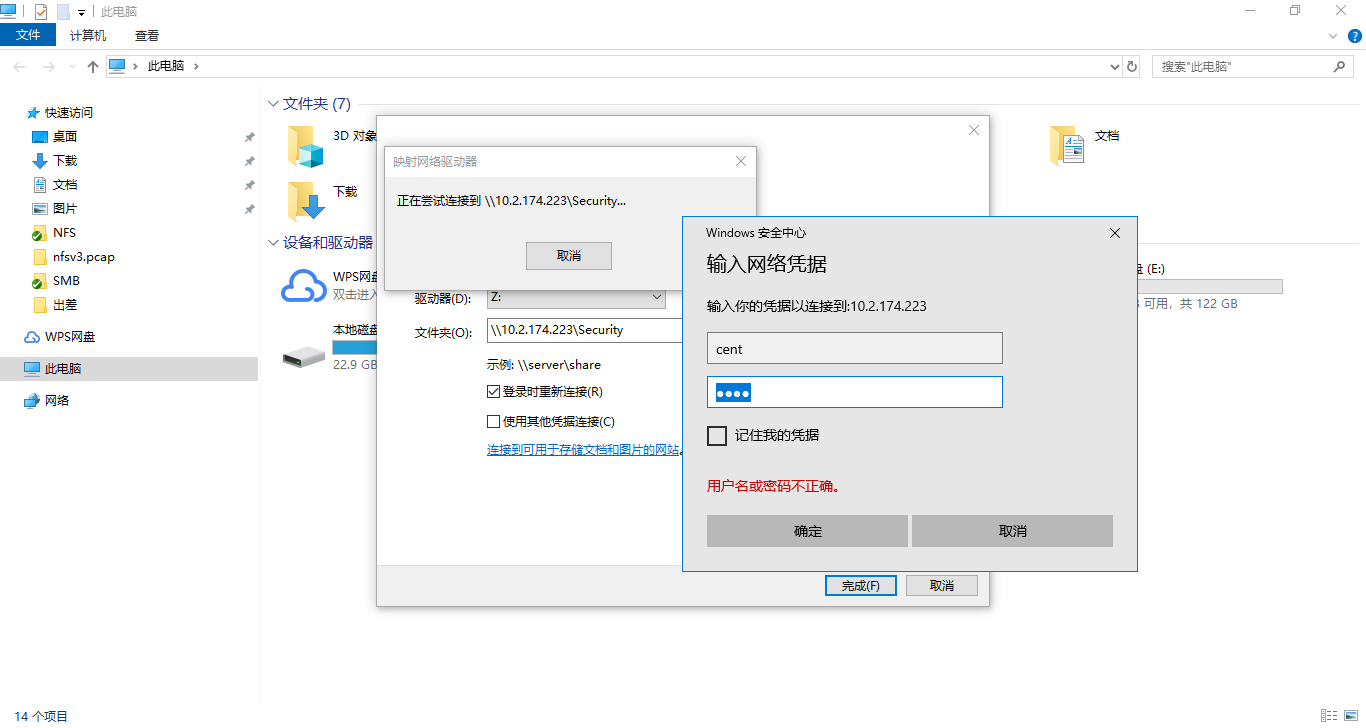 此电脑
文件 计算机 查看
此电脑
搜索"此电脑"
快速访问
桌面
下载
文档
图片
NFS
nfsv3.pcap
SMB
出差
WPS网盘
此电脑
网络
文件夹 (7)
3D 对象
文档
下载
设备和驱动器
WPS网盘
双击进入
本地磁盘
22.9 GB
(E:)
可用，共 122 GB
映射网络驱动器
正在尝试连接到 \\10.2.174.223\Security...
取消
驱动器(D): Z:
文件夹(O): \\10.2.174.223\Security
示例: \\server\share
登录时重新连接(R)
使用其他凭据连接(C)
连接到可用于存储文档和图片的网站。
完成(F) 取消
Windows 安全中心
输入网络凭据
输入你的凭据以连接到:10.2.174.223
cent
记住我的凭据
用户名或密码不正确。
确定 取消
14 个项目